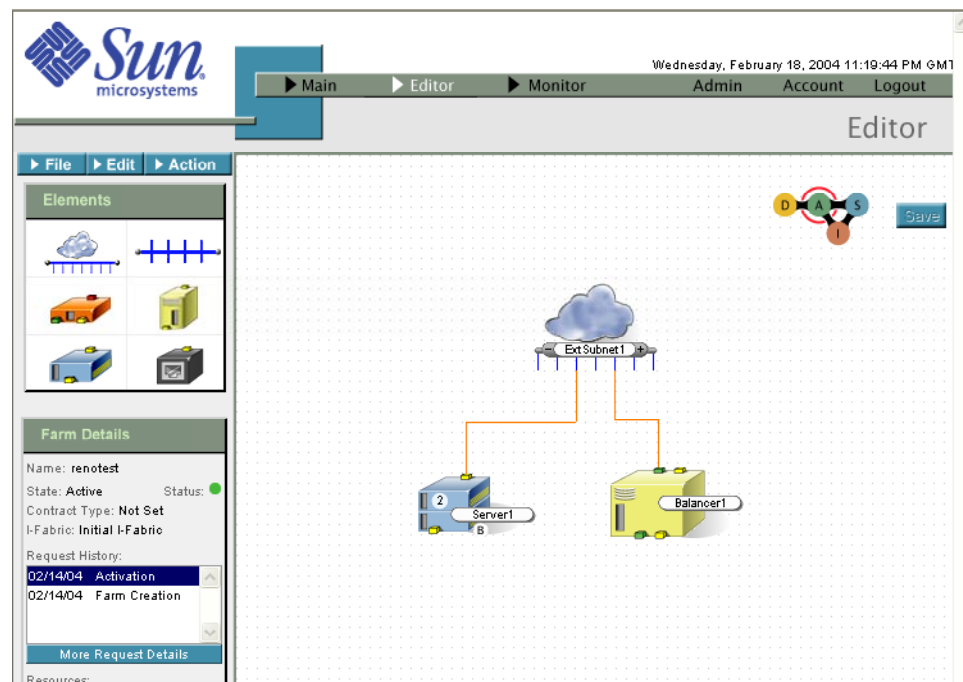 Sun
microsystems
Wednesday, February 18, 2004 11:19:44 PM GMT
Main Editor Monitor Admin Account Logout
Editor
File Edit Action
Elements
D A S
I
Save
ExtSubnet1
- +
2
Server1
B
Balancer1
Farm Details
Name: renotest
State: Active Status:
Contract Type: Not Set
I-Fabric: Initial I-Fabric
Request History:
02/14/04 Activation
02/14/04 Farm Creation
More Request Details
Resources: